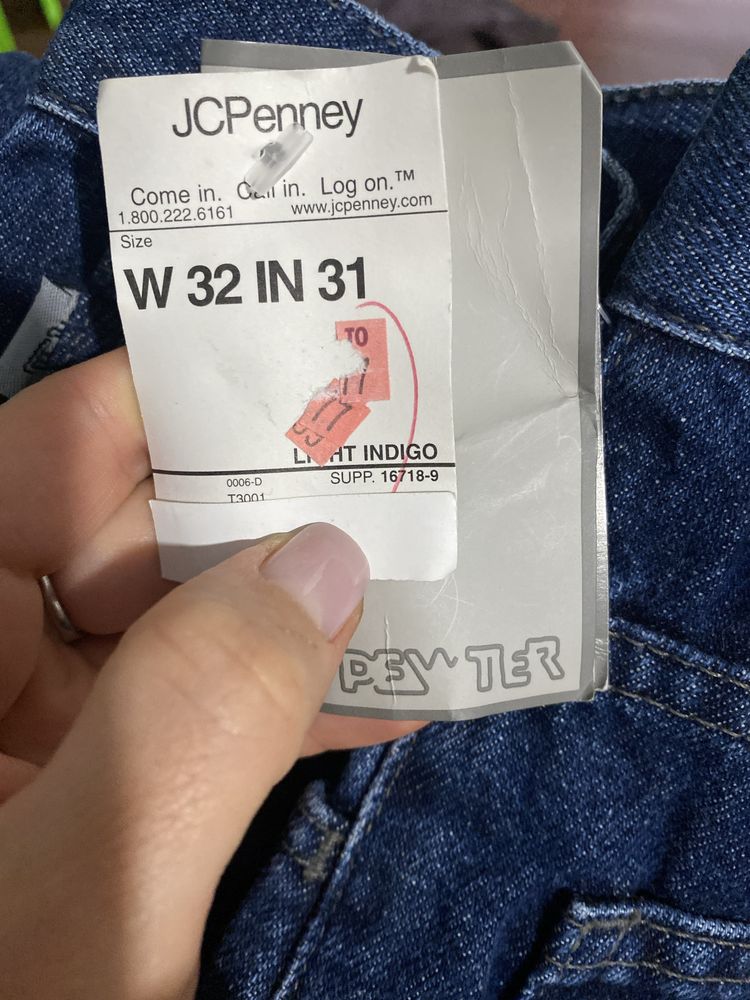 JCPenney
Come in. Call in. Log on.™
1.800.222.6161 www.jcpenney.com
Size
W 32 IN 31
TO
LIGHT INDIGO
0006-D SUPP. 16718-9
T3001
PEWTER